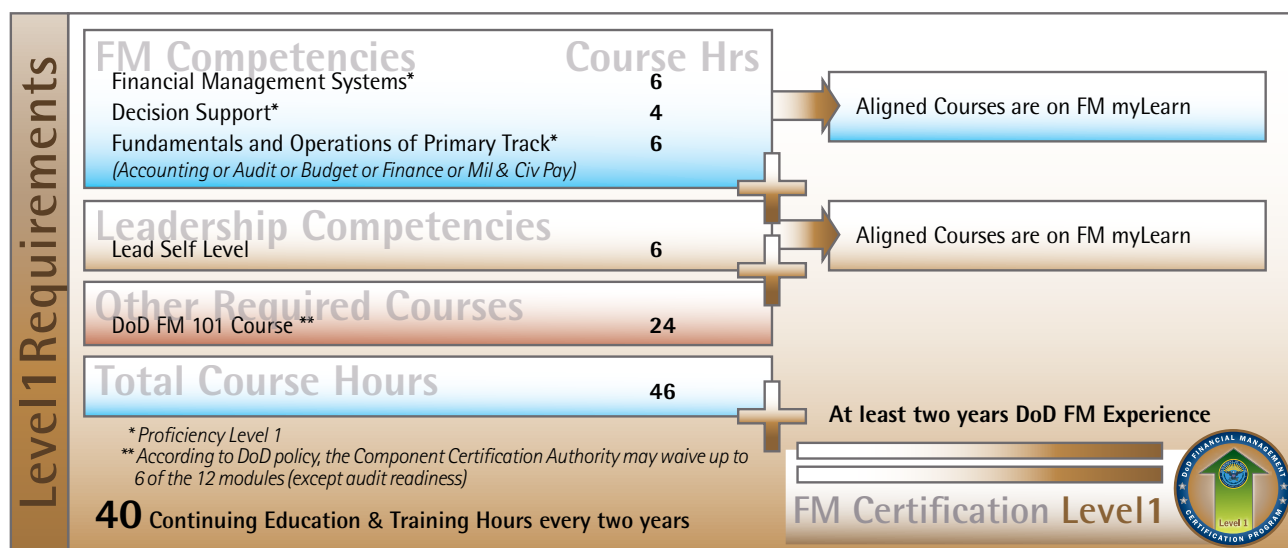 Level 1 Requirements
FM Competencies Course Hrs
Financial Management Systems* 6
Decision Support* 4
Fundamentals and Operations of Primary Track* 6
(Accounting or Audit or Budget or Finance or Mil & Civ Pay)
Aligned Courses are on FM myLearn
Leadership Competencies
Lead Self Level 6
Aligned Courses are on FM myLearn
Other Required Courses
DoD FM 101 Course ** 24
Total Course Hours 46
* Proficiency Level 1
** According to DoD policy, the Component Certification Authority may waive up to
6 of the 12 modules (except audit readiness)
40 Continuing Education & Training Hours every two years
At least two years DoD FM Experience
FM Certification Level1
DoD FINANCIAL MANAGEMENT
Level 1
CERTIFICATION PROGRAM